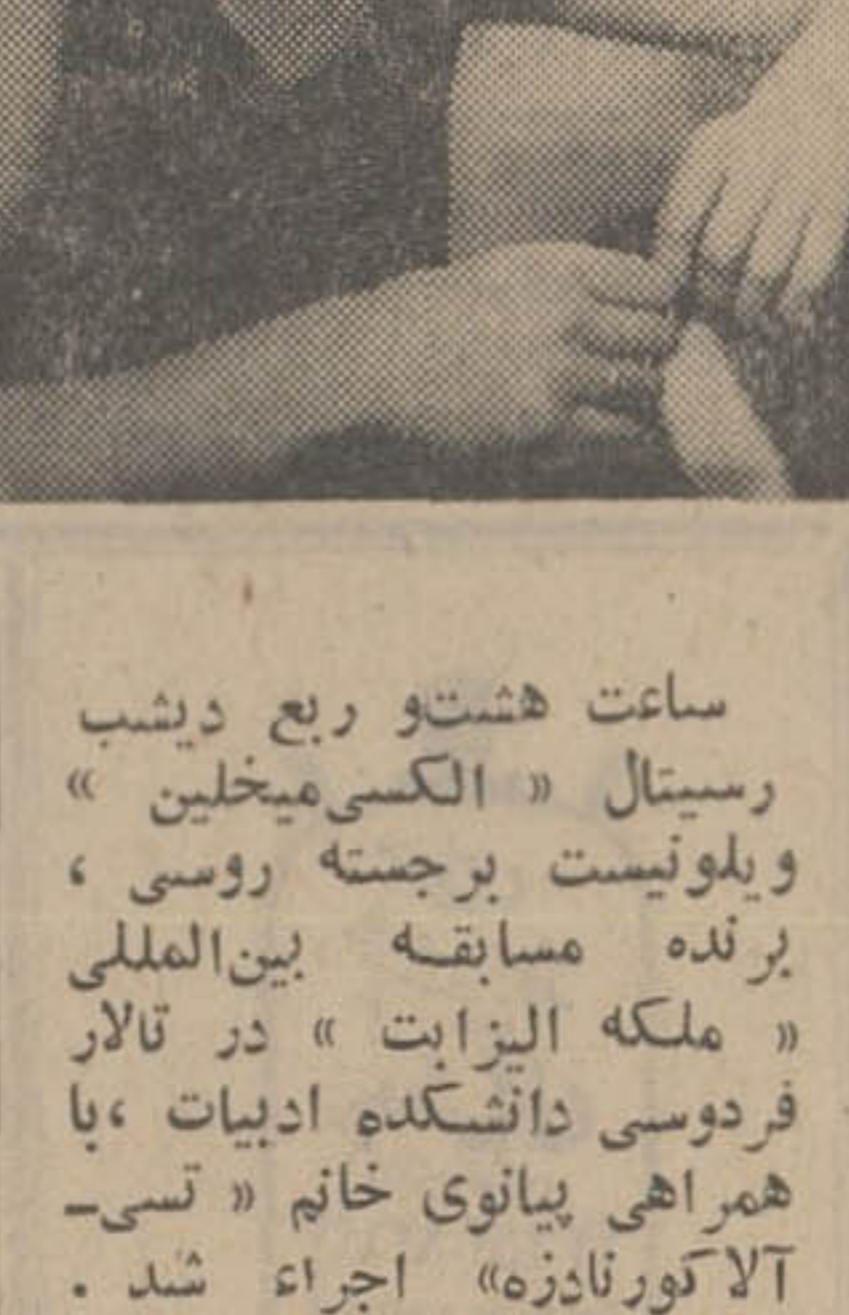 ساعت هشت‌و ربع دیشب
رسیتال « الکسی‌میخلین »
ویلونیست برجسته روسی ،
برنده مسابقه بین‌المللی
« ملکه الیزابت » در تالار
فردوسی دانشکده ادبیات ،با
همراهی پیانوی خانم « تسی‌ـ
آلاکورنادزه» اجراء شد .